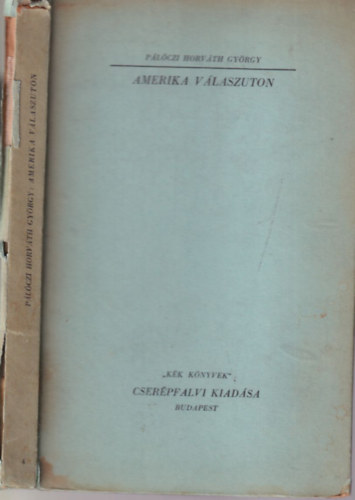 PÁLÓCZI HORVÁTH GYÖRGY
AMERIKA VÁLASZUTON
„KÉK KÖNYVEK"
CSERÉPFALVI KIADÁSA
BUDAPEST
PÁLÓCZI HORVÁTH GYÖRGY: AMERIKA VÁLASZUTON